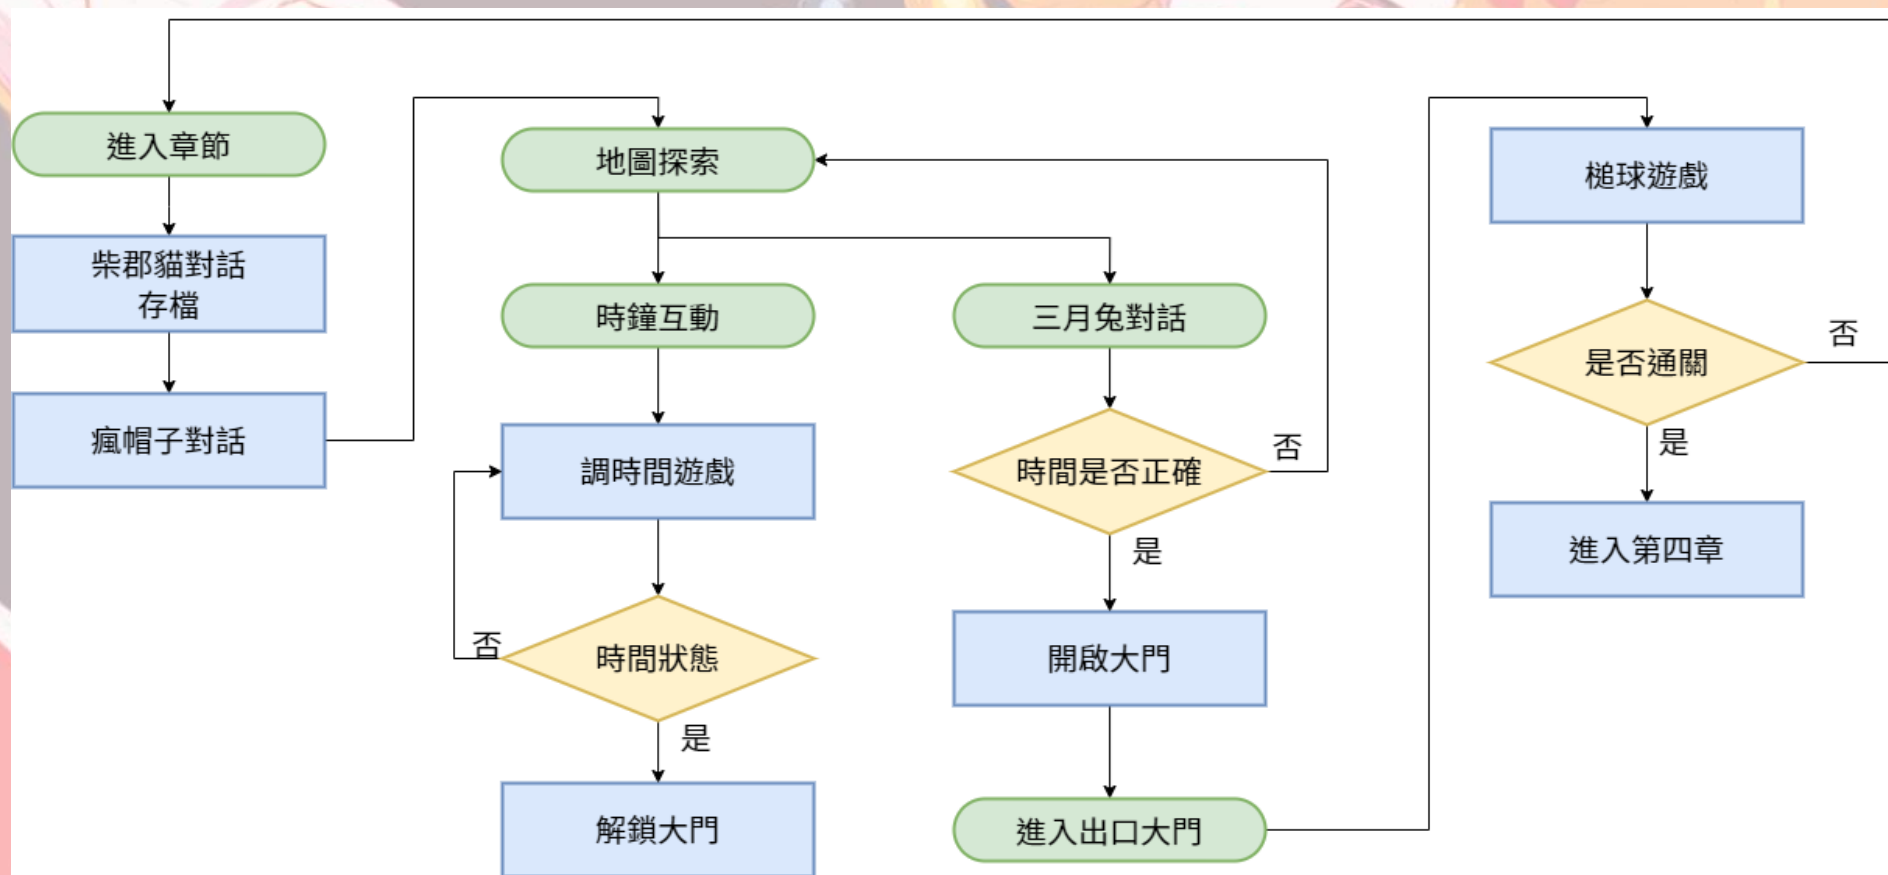 進入章節
柴郡貓對話
存檔
瘋帽子對話
地圖探索
時鐘互動
調時間遊戲
時間狀態
否
是
解鎖大門
三月兔對話
時間是否正確
否
是
開啟大門
進入出口大門
槌球遊戲
是否通關
否
是
進入第四章